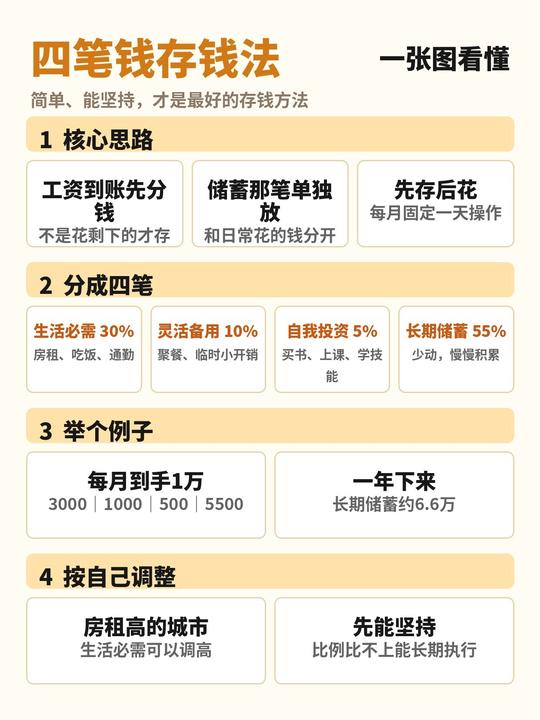 四笔钱存钱法
一张图看懂
简单、能坚持，才是最好的存钱方法
1 核心思路
工资到账先分
钱
不是花剩下的才存
储蓄那笔单独
放
和日常花的钱分开
先存后花
每月固定一天操作
2 分成四笔
生活必需 30%
房租、吃饭、通勤
灵活备用 10%
聚餐、临时小开销
自我投资 5%
买书、上课、学技
能
长期储蓄 55%
少动，慢慢积累
3 举个例子
每月到手1万
3000｜1000｜500｜5500
一年下来
长期储蓄约6.6万
4 按自己调整
房租高的城市
生活必需可以调高
先能坚持
比例比不上能长期执行